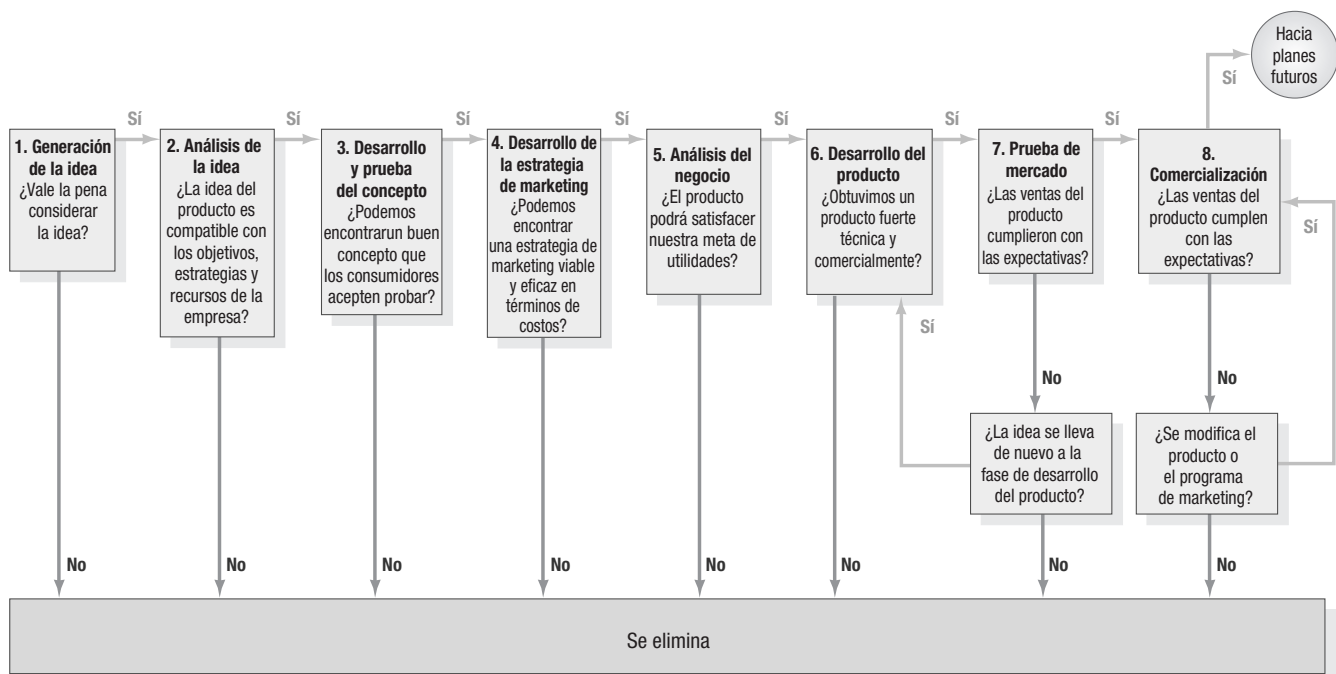 Hacia
planes
futuros
Sí
Sí
Sí
Sí
Sí
Sí
Sí
Sí
1. Generación
de la idea
¿Vale la pena
considerar
la idea?
2. Análisis de
la idea
¿La idea del
producto es
compatible con
los objetivos,
estrategias y
recursos de la
empresa?
3. Desarrollo
y prueba
del concepto
¿Podemos
encontrarun buen
concepto que
los consumidores
acepten probar?
4. Desarrollo de
la estrategia
de marketing
¿Podemos
encontrar
una estrategia de
marketing viable
y eficaz en
términos de
costos?
5. Análisis del
negocio
¿El producto
podrá satisfacer
nuestra meta de
utilidades?
6. Desarrollo del
producto
¿Obtuvimos un
producto fuerte
técnica y
comercialmente?
7. Prueba de
mercado
¿Las ventas del
producto
cumplieron con
las expectativas?
8.
Comercialización
¿Las ventas del
producto cumplen
con las
expectativas?
Sí
Sí
No
No
¿La idea se lleva
de nuevo a la
fase de desarrollo
del producto?
¿Se modifica el
producto o
el programa
de marketing?
No
No
No
No
No
No
No
No
Se elimina